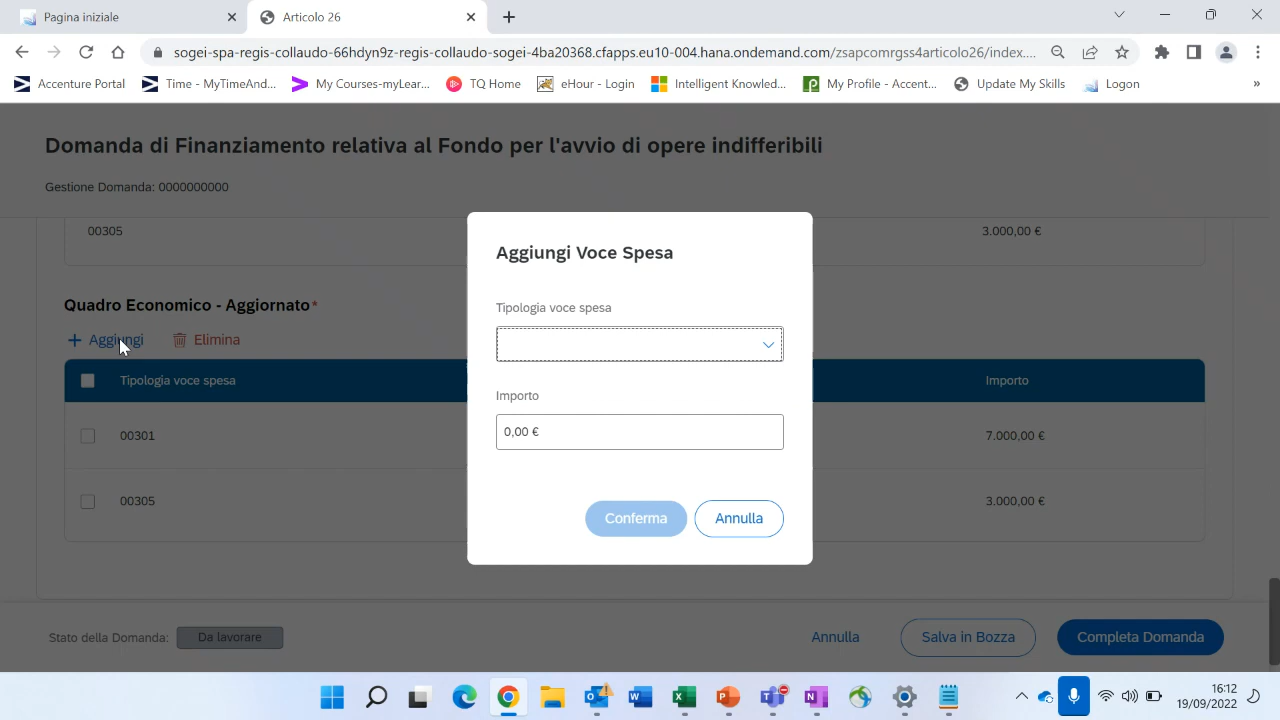 Pagina iniziale
Articolo 26
sogei-spa-regis-collaudo-66hdyn9z-regis-collaudo-sogei-4ba20368.cfapps.eu10-004.hana.ondemand.com/zsapcomrgss4articolo26/index....
Accenture Portal
Time - MyTimeAnd...
My Courses-myLear...
TQ Home
eHour - Login
Intelligent Knowled...
My Profile - Accent...
Update My Skills
Logon
»
Domanda di Finanziamento relativa al Fondo per l'avvio di opere indifferibili
Gestione Domanda: 0000000000
00305 3.000,00 €
Quadro Economico - Aggiornato*
+ Aggiungi Elimina
Tipologia voce spesa Importo
00301 7.000,00 €
00305 3.000,00 €
Aggiungi Voce Spesa
Tipologia voce spesa
Importo
0,00 €
Conferma Annulla
Stato della Domanda: Da lavorare Annulla Salva in Bozza Completa Domanda
16:12
19/09/2022